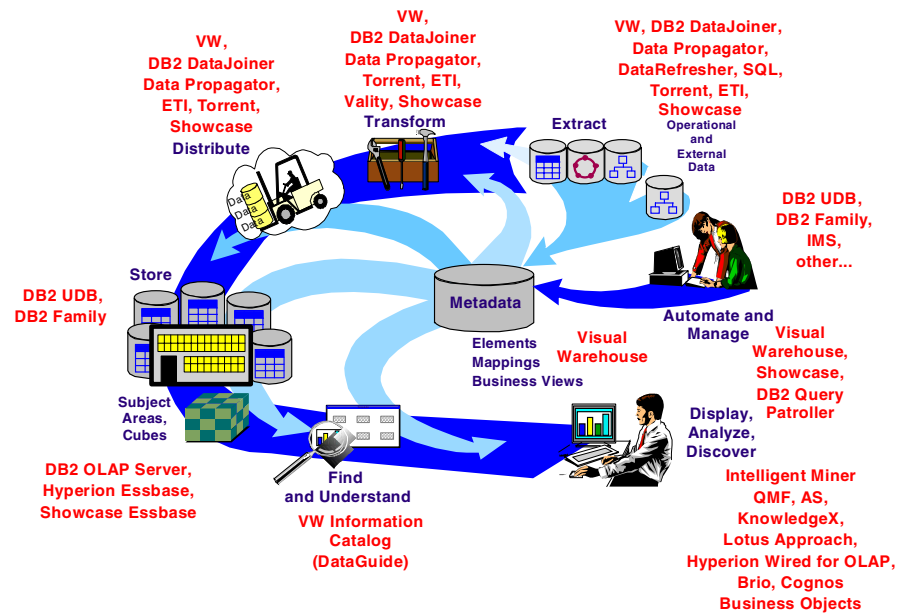 VW,
DB2 DataJoiner
Data Propagator,
ETI, Torrent,
Showcase
Distribute
VW,
DB2 DataJoiner
Data Propagator,
Torrent, ETI,
Vality, Showcase
Transform
VW, DB2 DataJoiner,
Data Propagator,
DataRefresher, SQL,
Torrent, ETI,
Showcase
Extract
Operational
and
External
Data
Data
Data
Data
DB2 UDB,
DB2 Family,
IMS,
other...
Store
DB2 UDB,
DB2 Family
Metadata
Elements
Mappings
Business Views
Visual
Warehouse
Automate and
Manage
Visual
Warehouse,
Showcase,
DB2 Query
Patroller
Subject
Areas,
Cubes
DB2 OLAP Server,
Hyperion Essbase,
Showcase Essbase
Find
and Understand
VW Information
Catalog
(DataGuide)
Display,
Analyze,
Discover
Intelligent Miner
QMF, AS,
KnowledgeX,
Lotus Approach,
Hyperion Wired for OLAP,
Brio, Cognos
Business Objects